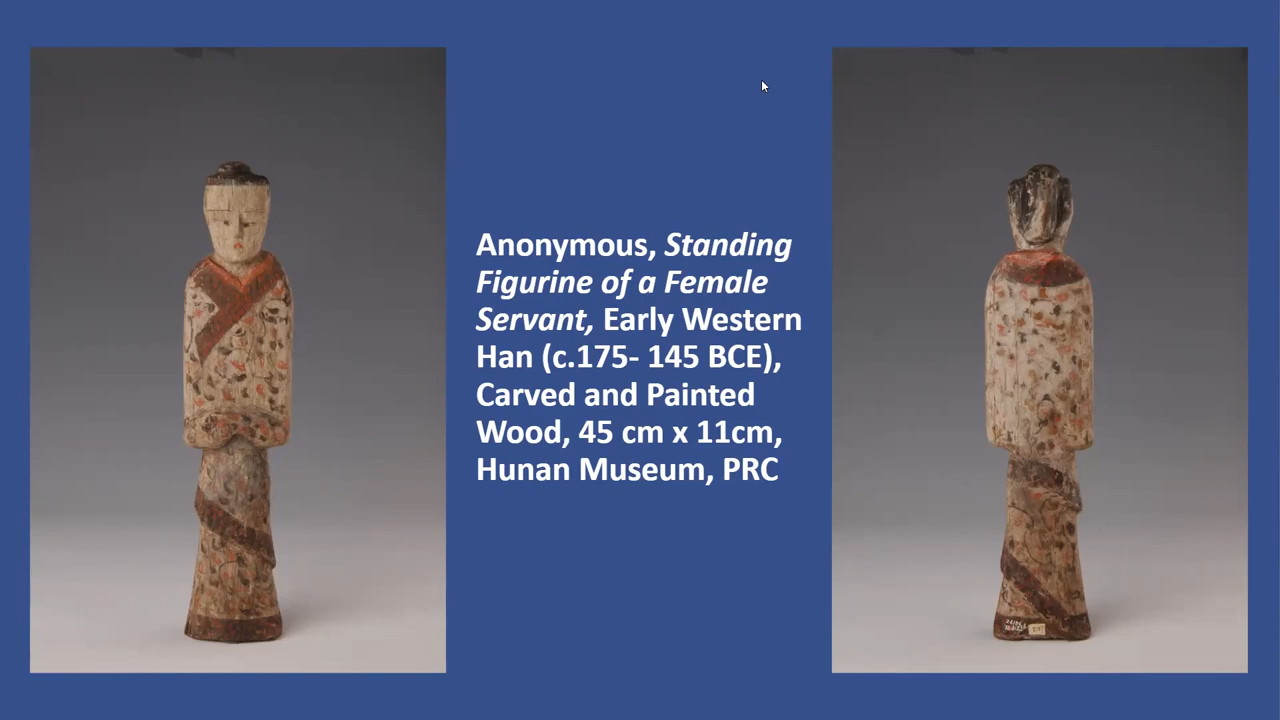 Anonymous, Standing
Figurine of a Female
Servant, Early Western
Han (c.175- 145 BCE),
Carved and Painted
Wood, 45 cm x 11cm,
Hunan Museum, PRC